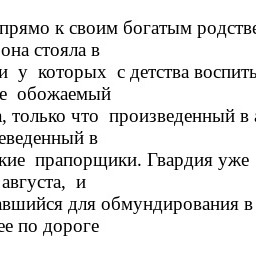 прямо к своим богатым родстве
она стояла в
и у которых с детства воспить
е обожаемый
, только что произведенный в а
еведенный в
кие прапорщики. Гвардия уже
августа, и
авшийся для обмундирования в
ее по дороге